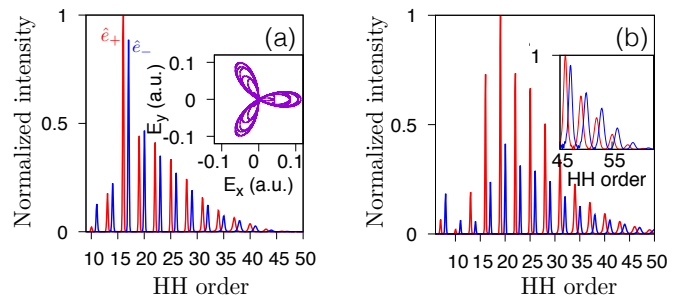 (a)
ê₊
ê₋
Normalized intensity
1
0.5
0
10 15 20 25 30 35 40 45 50
HH order
E_y (a.u.)
0.1
0
-0.1
-0.1 0 0.1
E_x (a.u.)
(b)
Normalized intensity
1
0.5
0
10 15 20 25 30 35 40 45 50
HH order
1
45 55
HH order